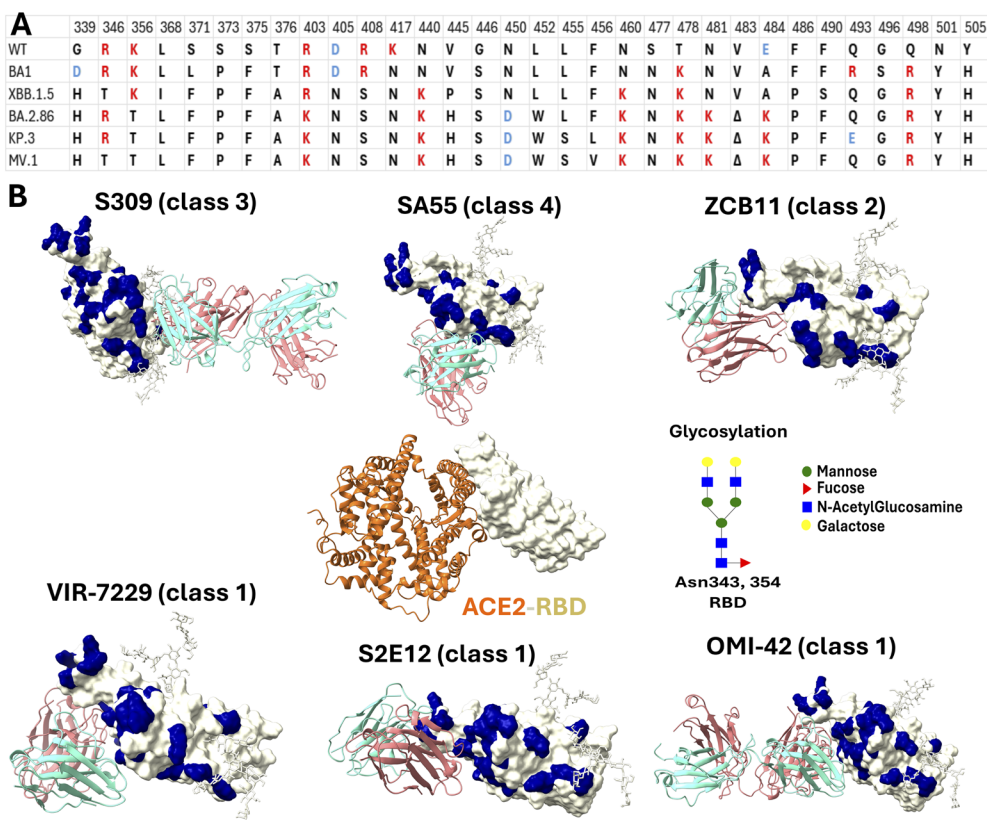 A
339 346 356 368 371 373 375 376 403 405 408 417 440 445 446 450 452 455 456 460 477 478 481 483 484 486 490 493 496 498 501 505
WT G R K L S S S T R D R K N V G N L L F N S T N V E F F Q G Q N Y
BA1 D R K L L P F T R D R N N V S N L L F N N K N V A F F R S R Y H
XBB.1.5 H T K I F P F A R N S N K P S N L L F K N K N V A P S Q G R Y H
BA.2.86 H R T L F P F A K N S N K H S D W L F K N K K Δ K P F Q G R Y H
KP.3 H R T L F P F A K N S N K H S D W S L K N K K Δ K P F E G R Y H
MV.1 H T T L F P F A K N S N K H S D W S V K N K K Δ K P F Q G R Y H
B
S309 (class 3)
SA55 (class 4)
ZCB11 (class 2)
Glycosylation
Mannose
Fucose
N-AcetylGlucosamine
Galactose
Asn343, 354
RBD
ACE2-RBD
VIR-7229 (class 1)
S2E12 (class 1)
OMI-42 (class 1)